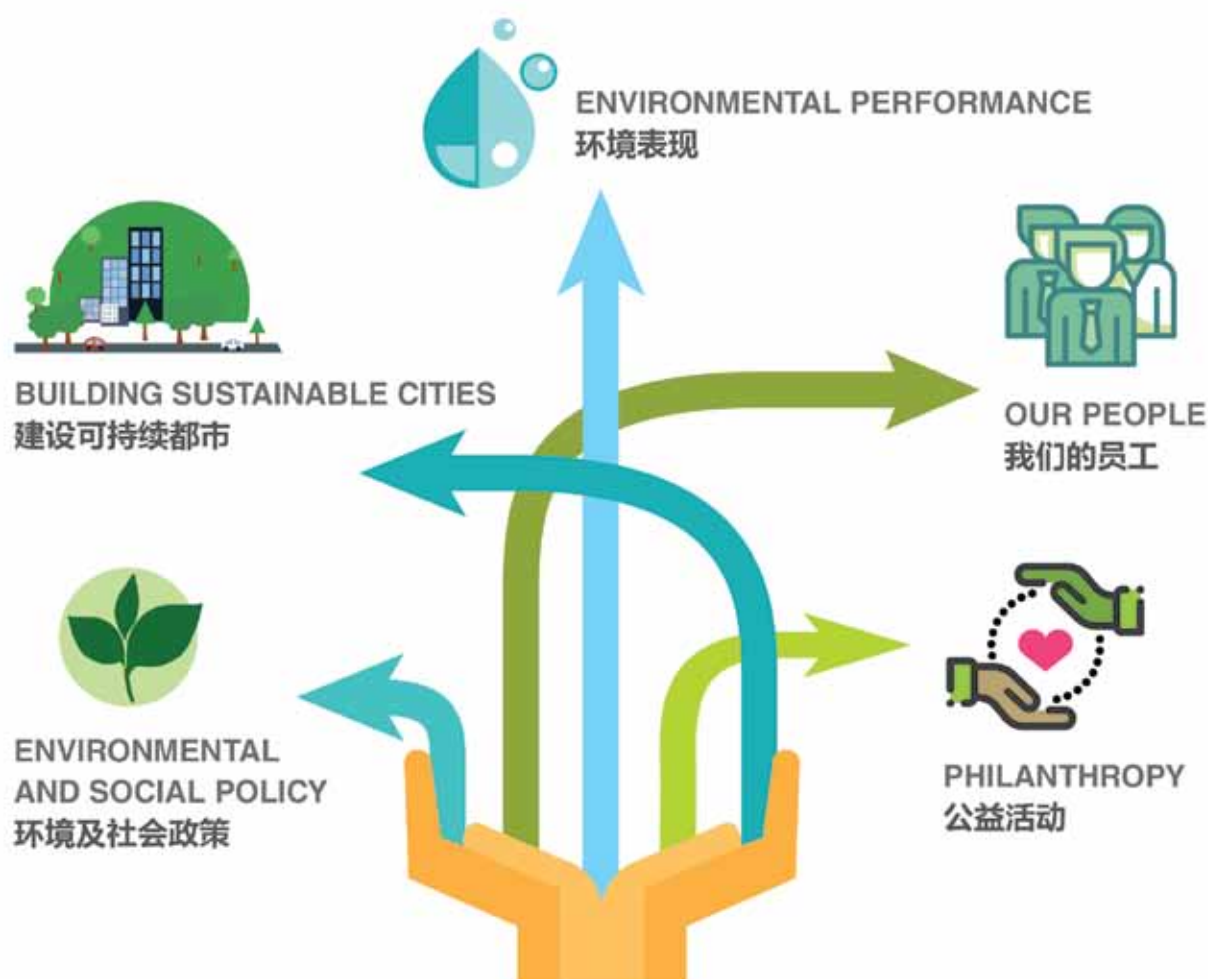 ENVIRONMENTAL PERFORMANCE
环境表现
BUILDING SUSTAINABLE CITIES
建设可持续都市
OUR PEOPLE
我们的员工
ENVIRONMENTAL
AND SOCIAL POLICY
环境及社会政策
PHILANTHROPY
公益活动